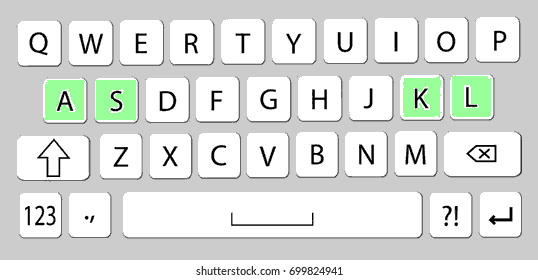 Q W E R T Y U I O P
A S D F G H J K L
Z X C V B N M
123 ., ?!
shutterstock.com · 699824941